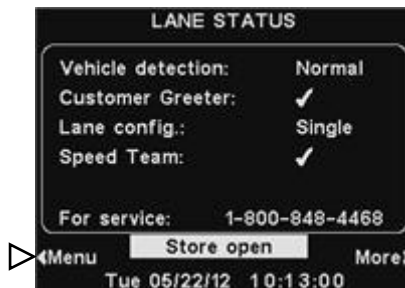 LANE STATUS
Vehicle detection: Normal
Customer Greeter: ✓
Lane config.: Single
Speed Team: ✓
For service: 1-800-848-4468
Store open
Menu More
Tue 05/22/12 10:13:00